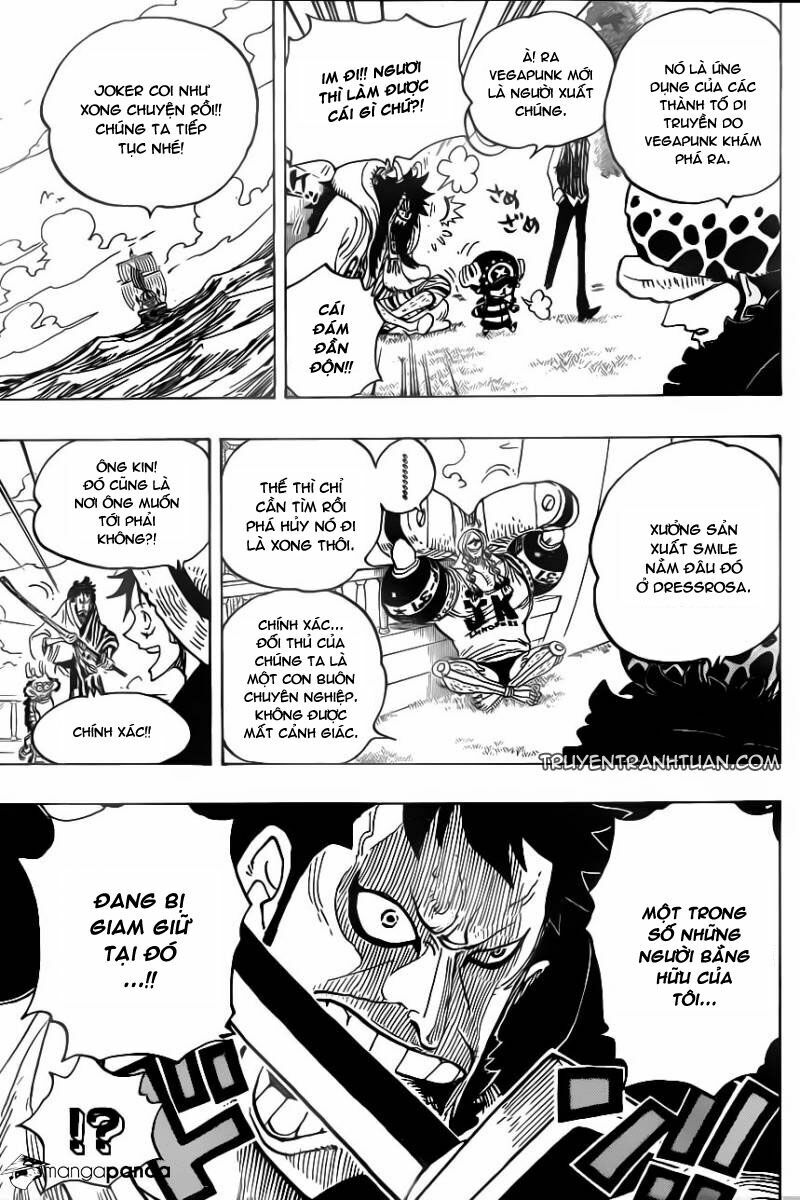 NÓ LÀ ỨNG
DỤNG CỦA CÁC
THÀNH TỐ DI
TRUYỀN DO
VEGAPUNK KHÁM
PHÁ RA.
À! RA
VEGAPUNK MỚI
LÀ NGƯỜI XUẤT
CHÚNG.
IM ĐI!! NGƯƠI
THÌ LÀM ĐƯỢC
CÁI GÌ CHỨ?!
ざめ
ざめ
CÁI
ĐÁM
ĐẦN
ĐỘN!!
JOKER COI NHƯ
XONG CHUYỆN RỒI!!
CHÚNG TA TIẾP
TỤC NHÉ!
XƯỞNG SẢN
XUẤT SMILE
NẰM ĐÂU ĐÓ
Ở DRESSROSA.
THẾ THÌ CHỈ
CẦN TÌM RỒI
PHÁ HỦY NÓ ĐI
LÀ XONG THÔI.
CHÍNH XÁC...
ĐỐI THỦ CỦA
CHÚNG TA LÀ
MỘT CON BUÔN
CHUYÊN NGHIỆP.
KHÔNG ĐƯỢC
MẤT CẢNH GIÁC.
ÔNG KIN!
ĐÓ CŨNG LÀ
NƠI ÔNG MUỐN
TỚI PHẢI
KHÔNG?!
CHÍNH XÁC!!
TRUYENTRANHTUAN.COM
MỘT TRONG
SỐ NHỮNG
NGƯỜI BẰNG
HỮU CỦA
TÔI...
ĐANG BỊ
GIAM GIỮ
TẠI ĐÓ
...!!
!?
mangapanda